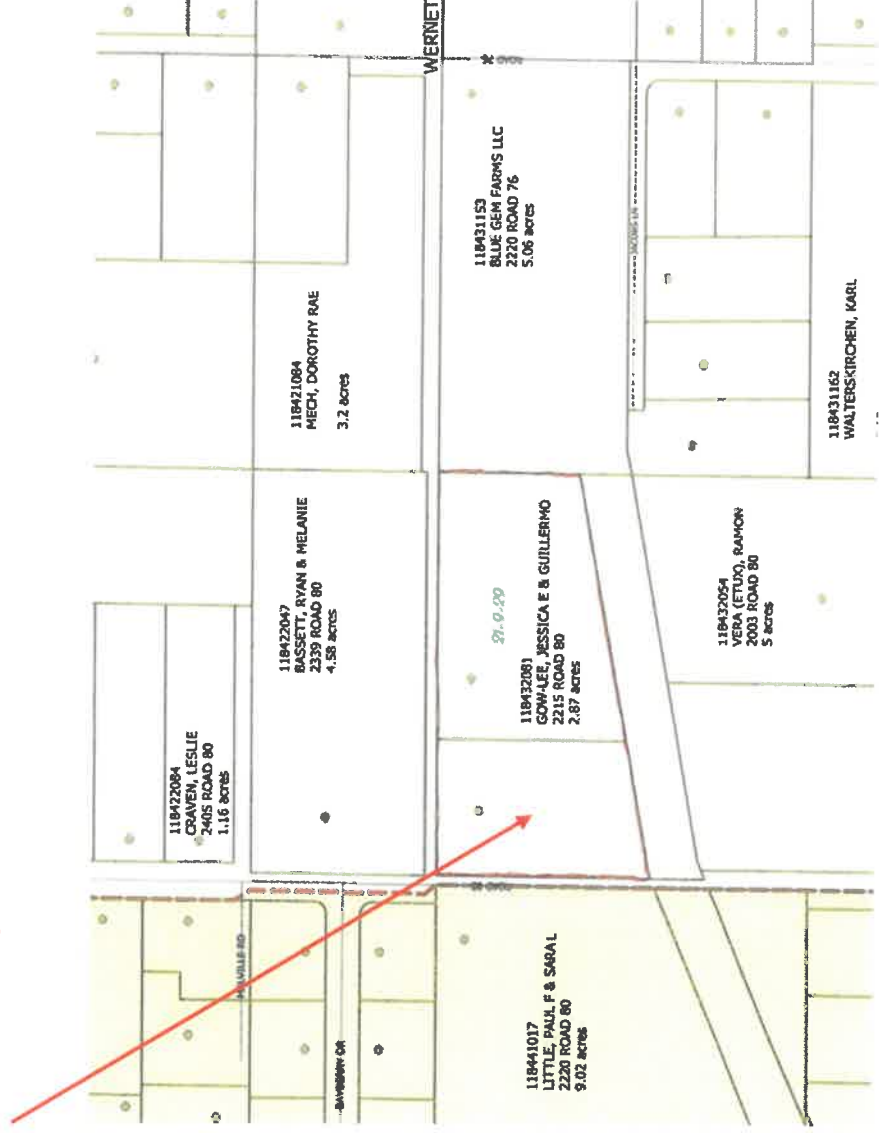 WERNET
118421084
MECH, DOROTHY RAE
3.2 acres
118431153
BLUE GEM FARMS LLC
2220 ROAD 76
5.06 acres
JACOBS LN
118431162
WALTERSKIRCHEN, KARL
118422084
CRAVEN, LESLIE
2405 ROAD 80
1.16 acres
118422047
BASSETT, RYAN & MELANIE
2339 ROAD 80
4.58 acres
118432081
GOW-LEE, JESSICA E & GUILLERMO
2215 ROAD 80
2.87 acres
118432054
VERA (ETUX), RAMON
2003 ROAD 80
5 acres
118441017
LITTLE, PAUL F & SARA L
2220 ROAD 80
9.02 acres